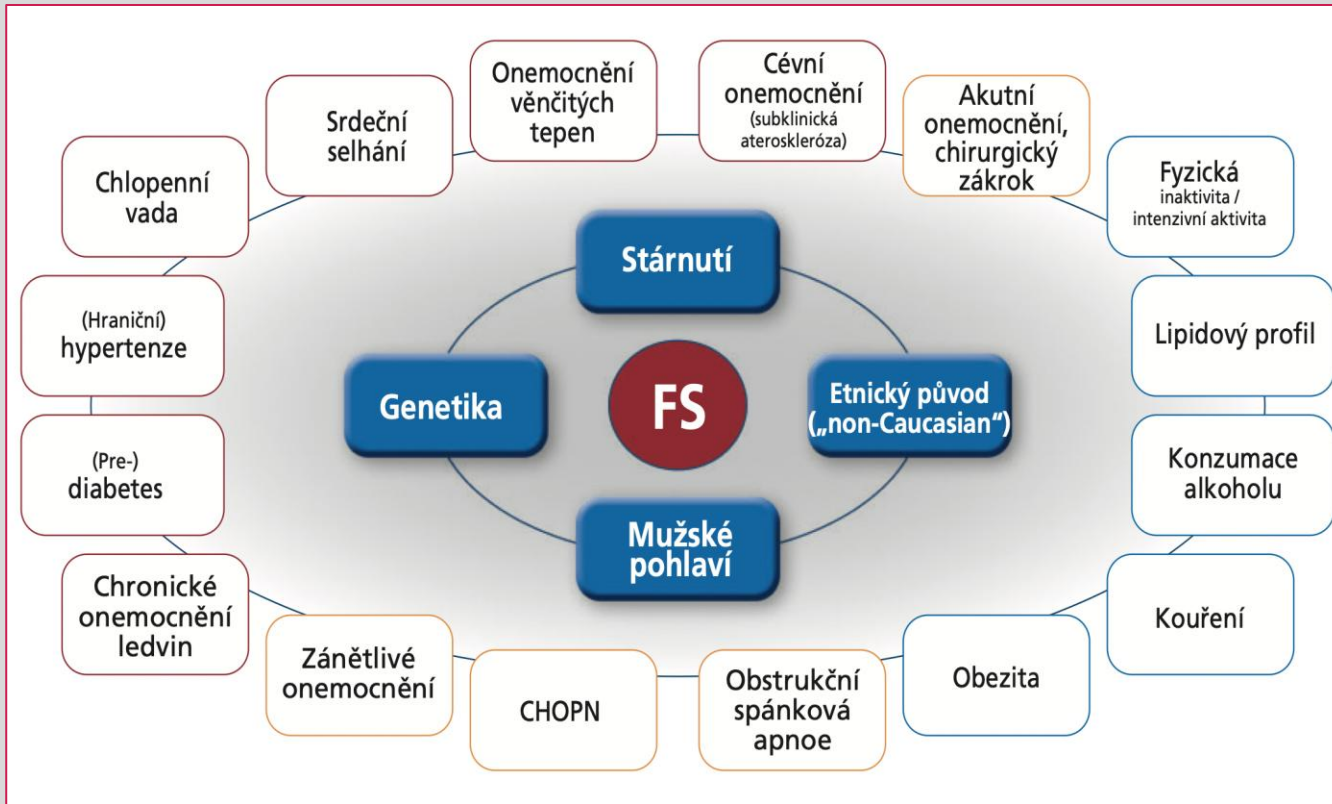 Onemocnění
věnčitých
tepen
Cévní
onemocnění
(subklinická
ateroskleróza)
Akutní
onemocnění,
chirurgický
zákrok
Fyzická
inaktivita /
intenzivní aktivita
Lipidový profil
Konzumace
alkoholu
Kouření
Obezita
Obstrukční
spánková
apnoe
CHOPN
Zánětlivé
onemocnění
Chronické
onemocnění
ledvin
(Pre-)
diabetes
(Hraniční)
hypertenze
Chlopenní
vada
Srdeční
selhání
Stárnutí
Genetika
FS
Etnický původ
(„non-Caucasian“)
Mužské
pohlaví